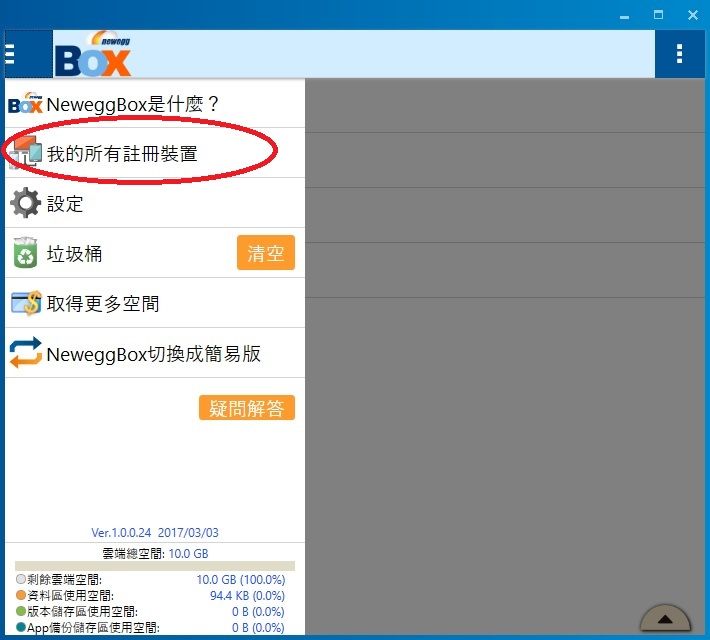 newegg
BOX
newegg
BOX NeweggBox是什麼？
我的所有註冊裝置
設定
垃圾桶 清空
取得更多空間
NeweggBox切換成簡易版
疑問解答
Ver.1.0.0.24 2017/03/03
雲端總空間: 10.0 GB
剩餘雲端空間: 10.0 GB (100.0%)
資料區使用空間: 94.4 KB (0.0%)
版本儲存區使用空間: 0 B (0.0%)
App備份儲存區使用空間: 0 B (0.0%)